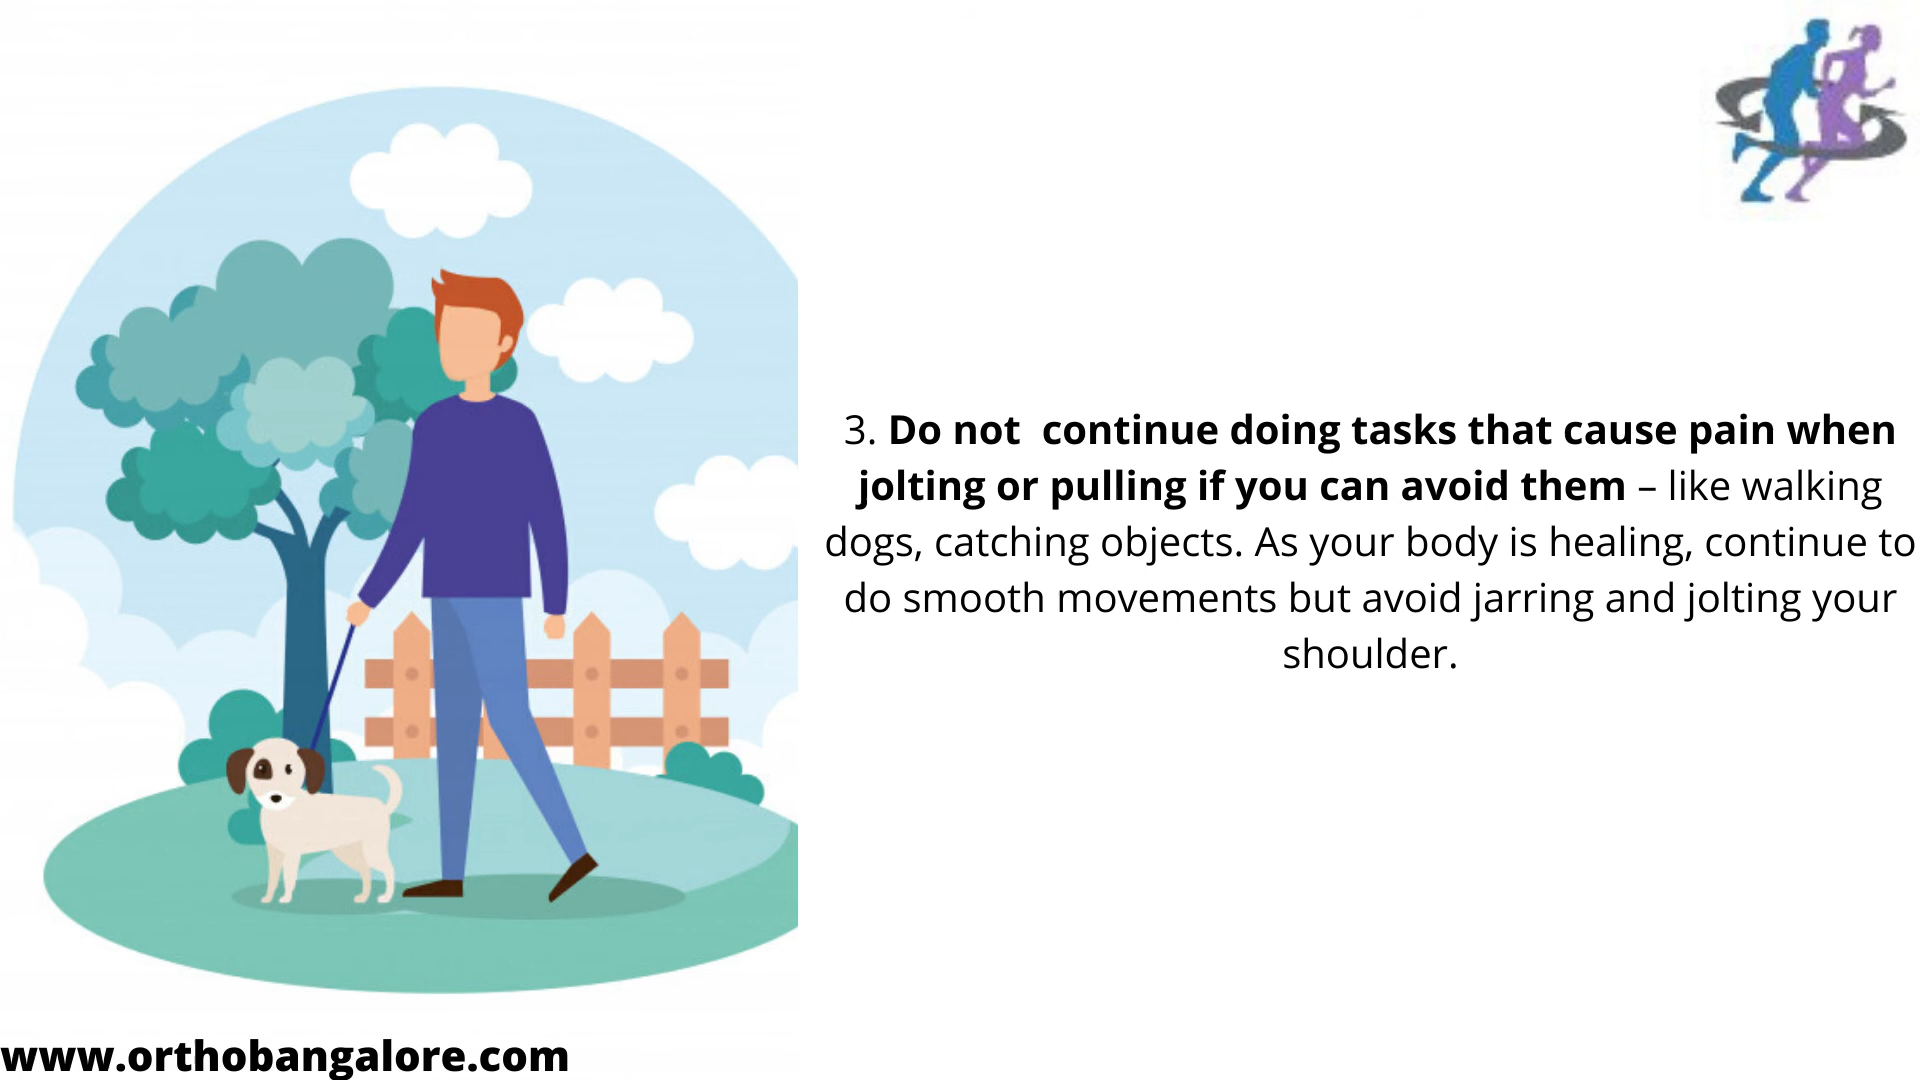 3. Do not  continue doing tasks that cause pain when
jolting or pulling if you can avoid them – like walking
dogs, catching objects. As your body is healing, continue to
do smooth movements but avoid jarring and jolting your
shoulder.
www.orthobangalore.com